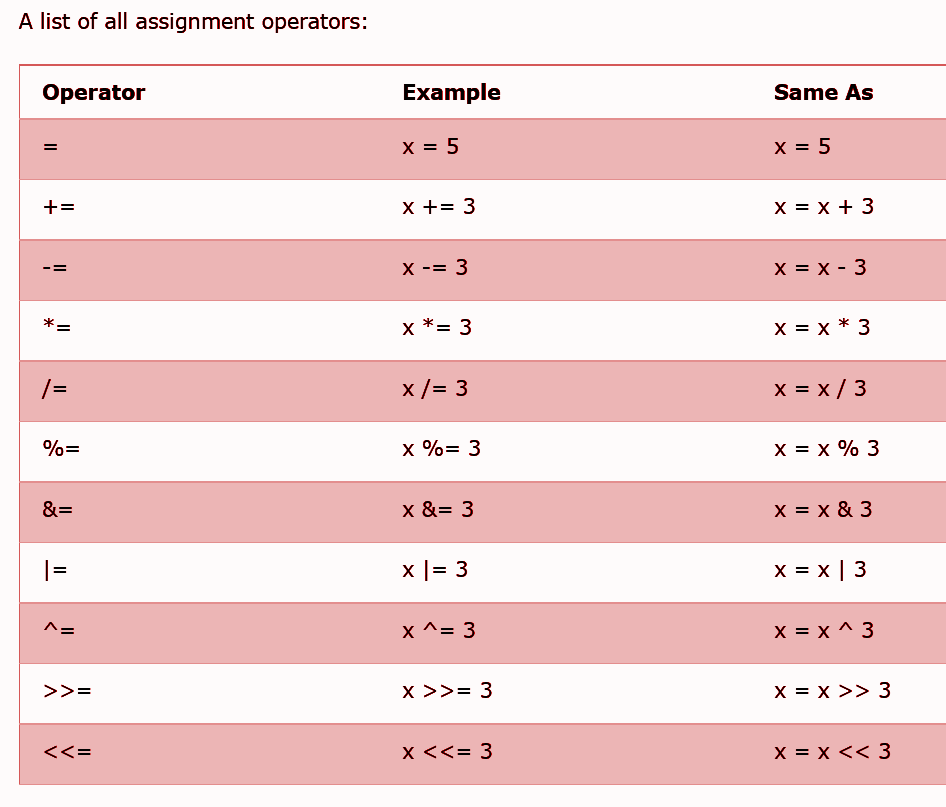 A list of all assignment operators:
Operator Example Same As
= x = 5 x = 5
+= x += 3 x = x + 3
-= x -= 3 x = x - 3
*= x *= 3 x = x * 3
/= x /= 3 x = x / 3
%= x %= 3 x = x % 3
&= x &= 3 x = x & 3
|= x |= 3 x = x | 3
^= x ^= 3 x = x ^ 3
>>= x >>= 3 x = x >> 3
<<= x <<= 3 x = x << 3